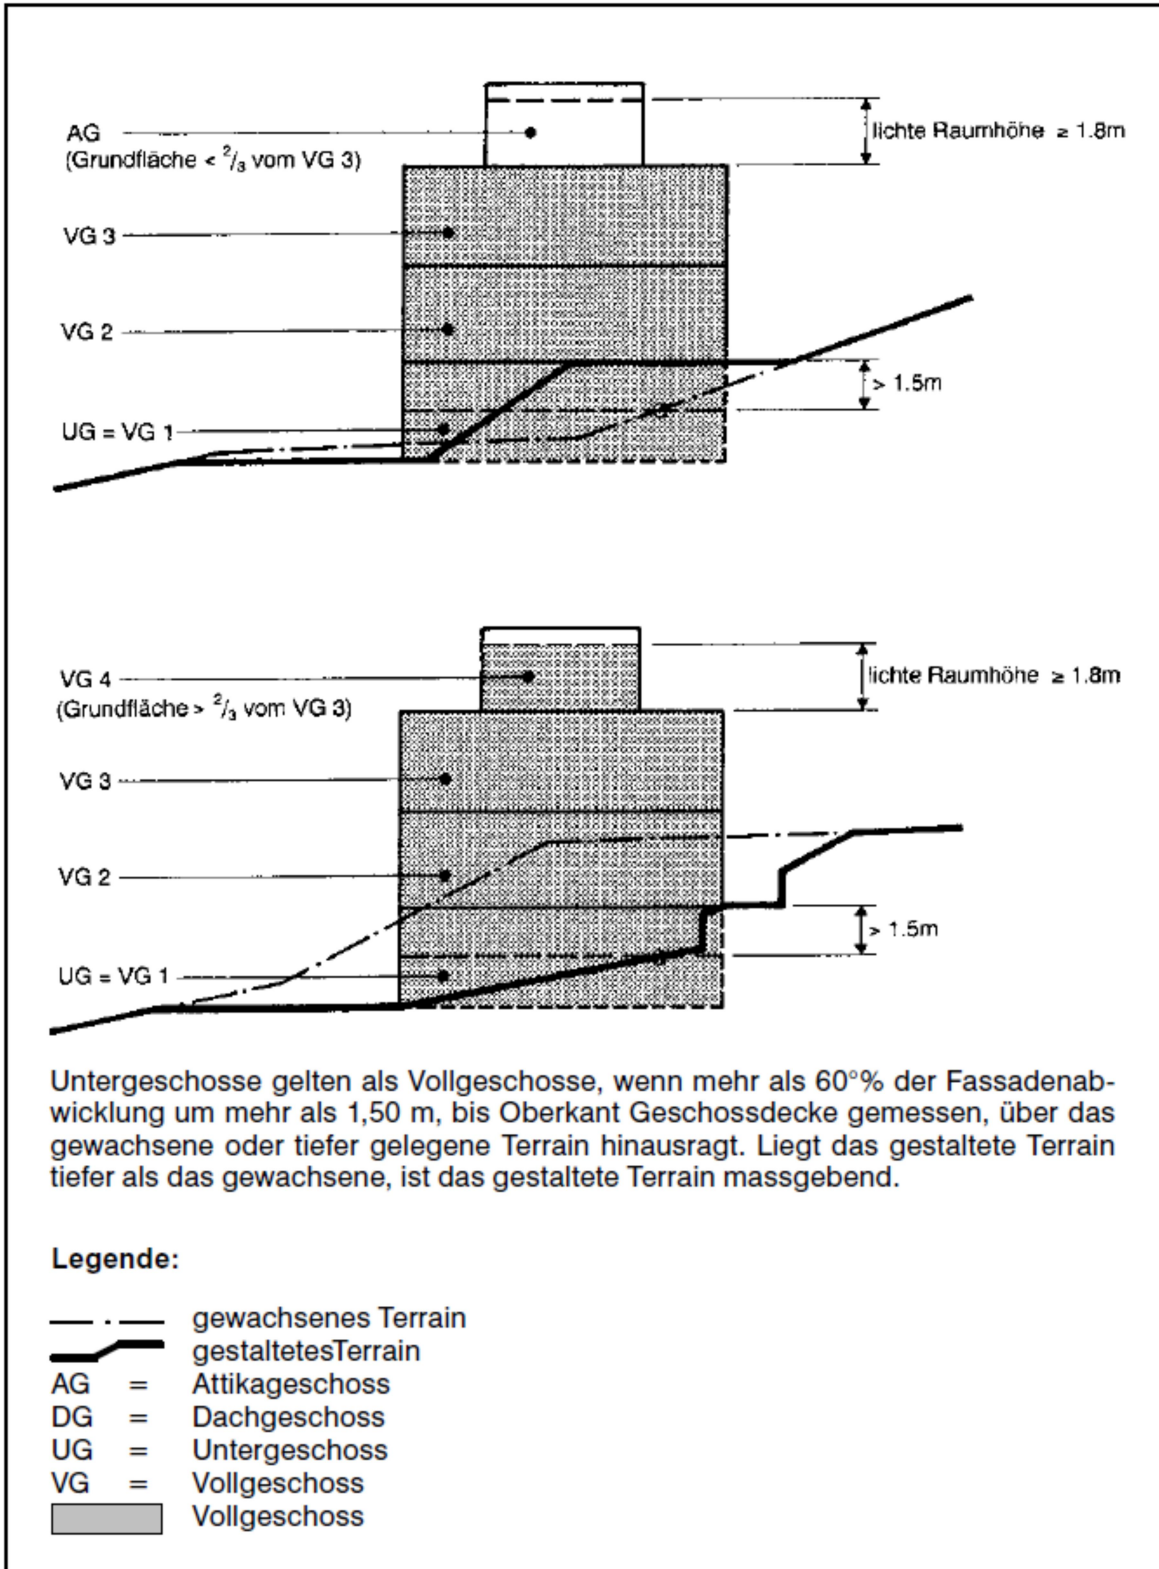 AG
(Grundfläche < 2/3 vom VG 3)
lichte Raumhöhe ≥ 1.8m
VG 3
VG 2
> 1.5m
UG = VG 1
VG 4
(Grundfläche > 2/3 vom VG 3)
lichte Raumhöhe ≥ 1.8m
VG 3
VG 2
> 1.5m
UG = VG 1
Untergeschosse gelten als Vollgeschosse, wenn mehr als 60°% der Fassadenab-
wicklung um mehr als 1,50 m, bis Oberkant Geschossdecke gemessen, über das
gewachsene oder tiefer gelegene Terrain hinausragt. Liegt das gestaltete Terrain
tiefer als das gewachsene, ist das gestaltete Terrain massgebend.
Legende:
gewachsenes Terrain
gestaltetesTerrain
AG = Attikageschoss
DG = Dachgeschoss
UG = Untergeschoss
VG = Vollgeschoss
Vollgeschoss